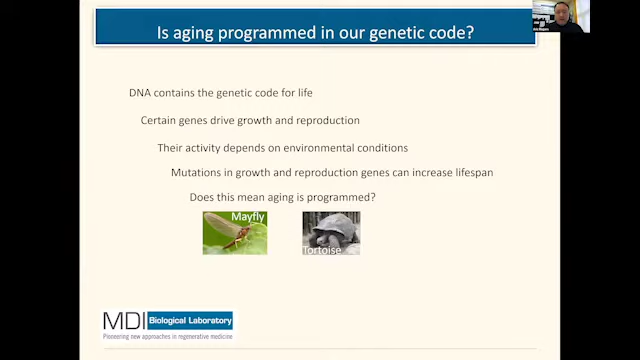 Is aging programmed in our genetic code?
DNA contains the genetic code for life
Certain genes drive growth and reproduction
Their activity depends on environmental conditions
Mutations in growth and reproduction genes can increase lifespan
Does this mean aging is programmed?
Mayfly
Tortoise
MDI Biological Laboratory
Pioneering new approaches in regenerative medicine